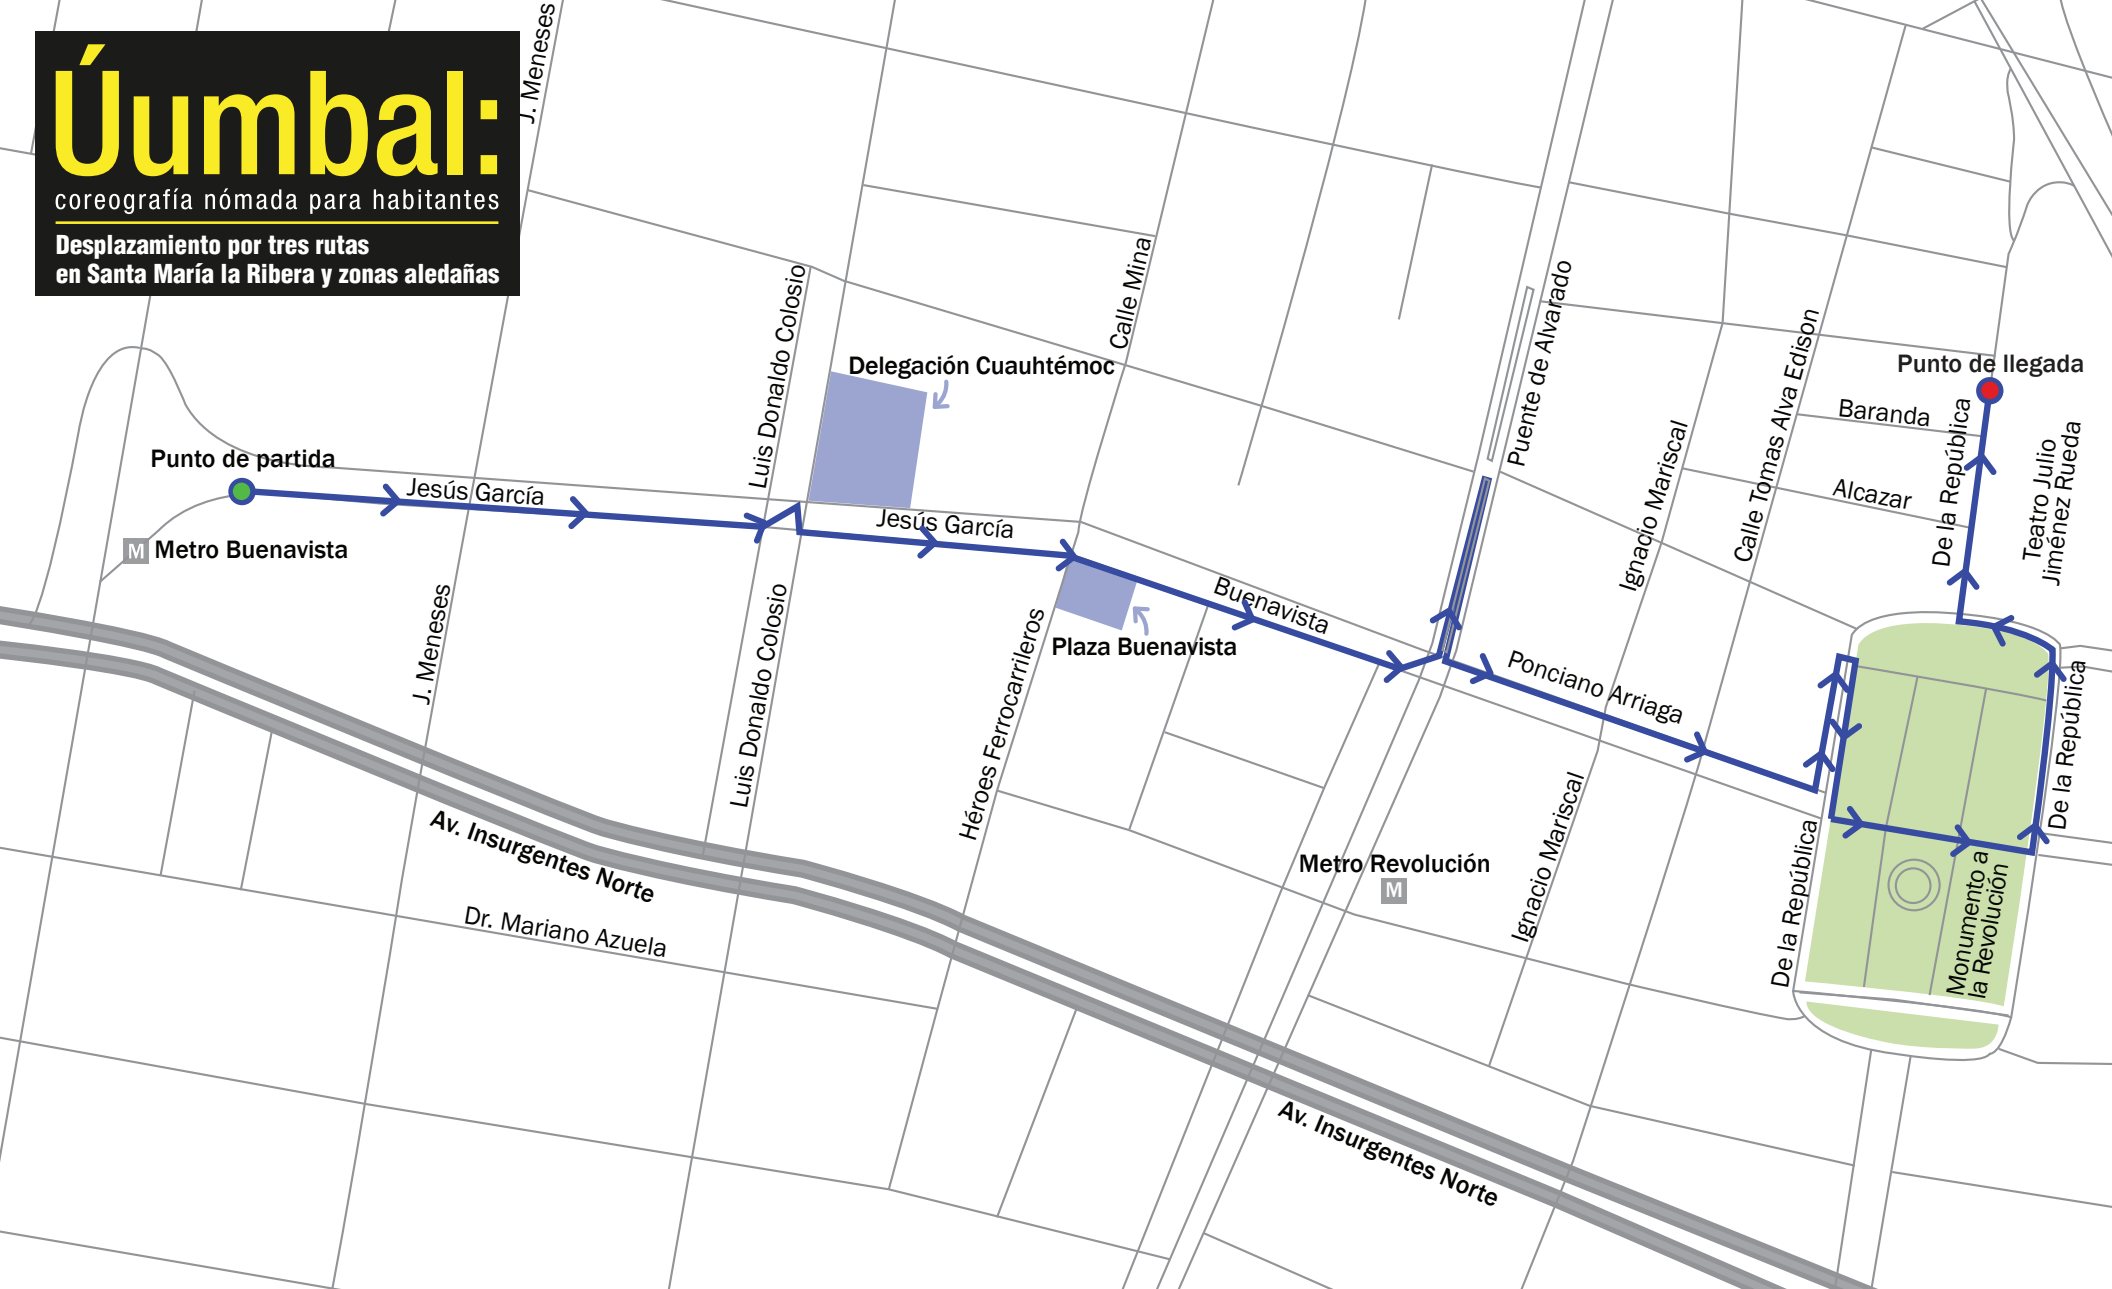 Úumbal:
coreografía nómada para habitantes
Desplazamiento por tres rutas
en Santa María la Ribera y zonas aledañas
J. Meneses
Luis Donaldo Colosio
Delegación Cuauhtémoc
Calle Mina
Puente de Alvarado
Calle Tomas Alva Edison
Punto de llegada
Baranda
De la República
Teatro Julio
Jiménez Rueda
Alcazar
Ignacio Mariscal
Punto de partida
Jesús García
Jesús García
M
Metro Buenavista
J. Meneses
Luis Donaldo Colosio
Héroes Ferrocarrileros
Plaza Buenavista
Buenavista
Ponciano Arriaga
De la República
Av. Insurgentes Norte
Dr. Mariano Azuela
Metro Revolución
M
Ignacio Mariscal
De la República
Monumento a
la Revolución
Av. Insurgentes Norte